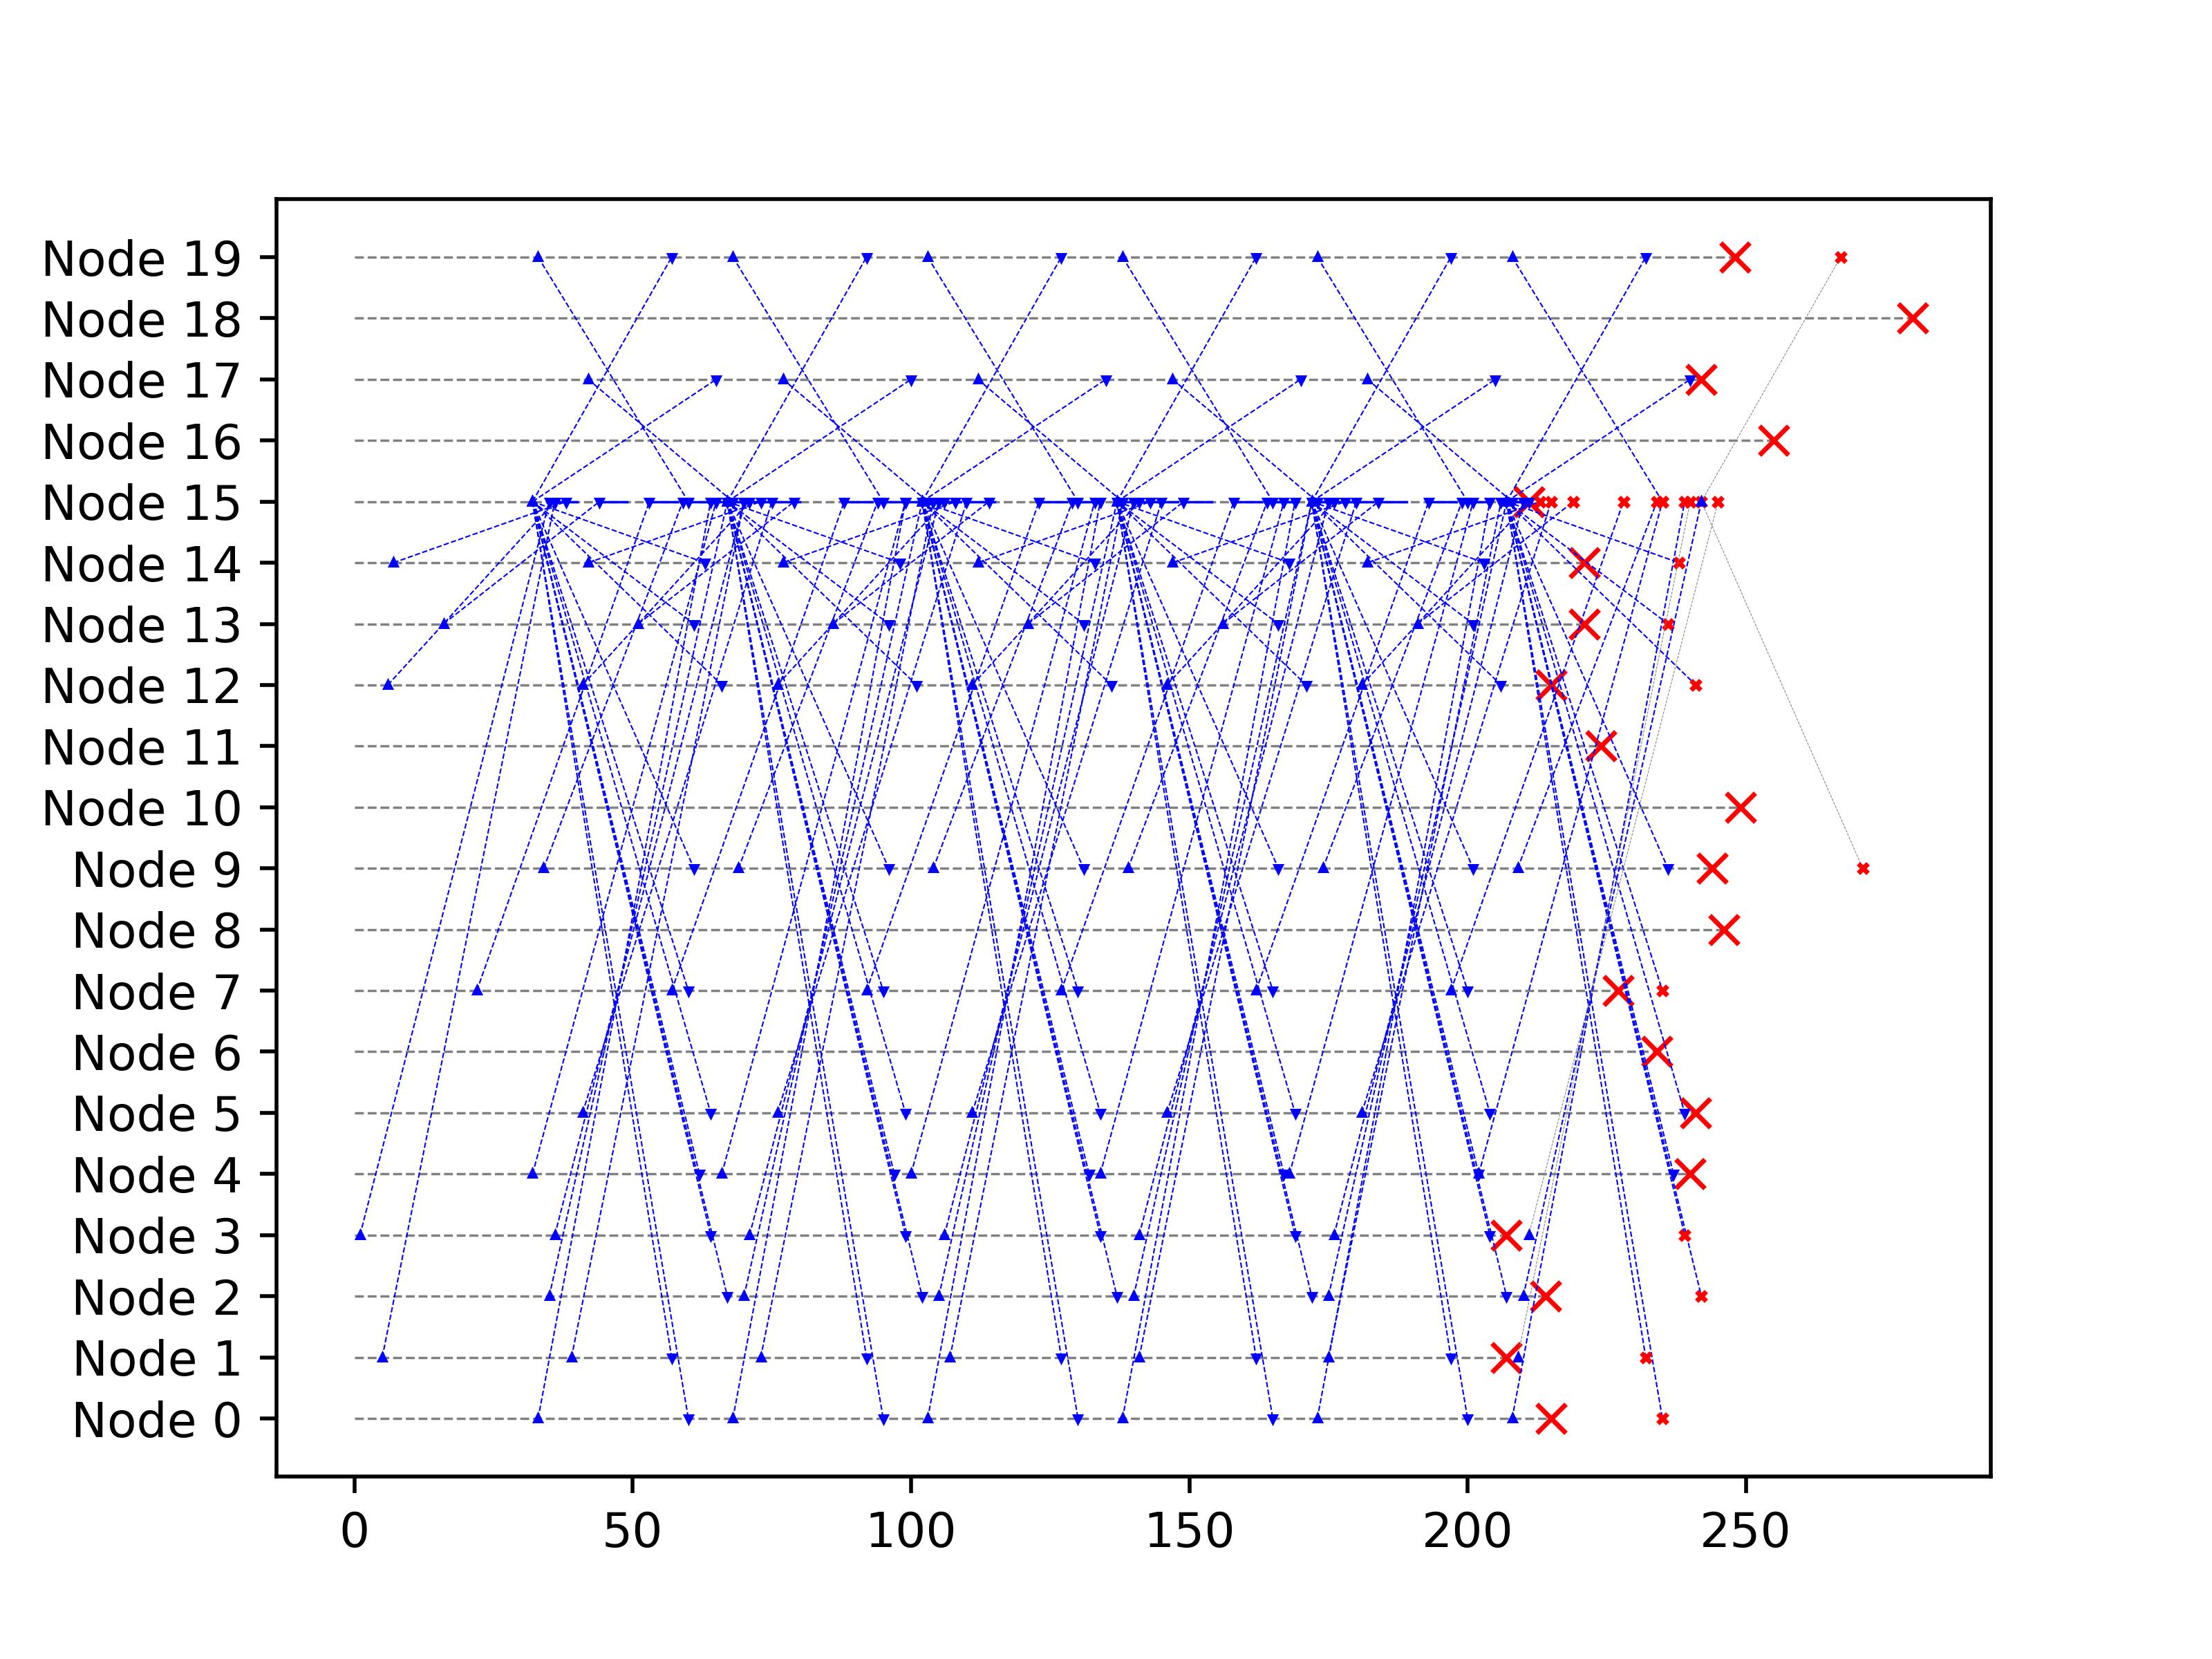 Node 19
Node 18
Node 17
Node 16
Node 15
Node 14
Node 13
Node 12
Node 11
Node 10
Node 9
Node 8
Node 7
Node 6
Node 5
Node 4
Node 3
Node 2
Node 1
Node 0
0 50 100 150 200 250